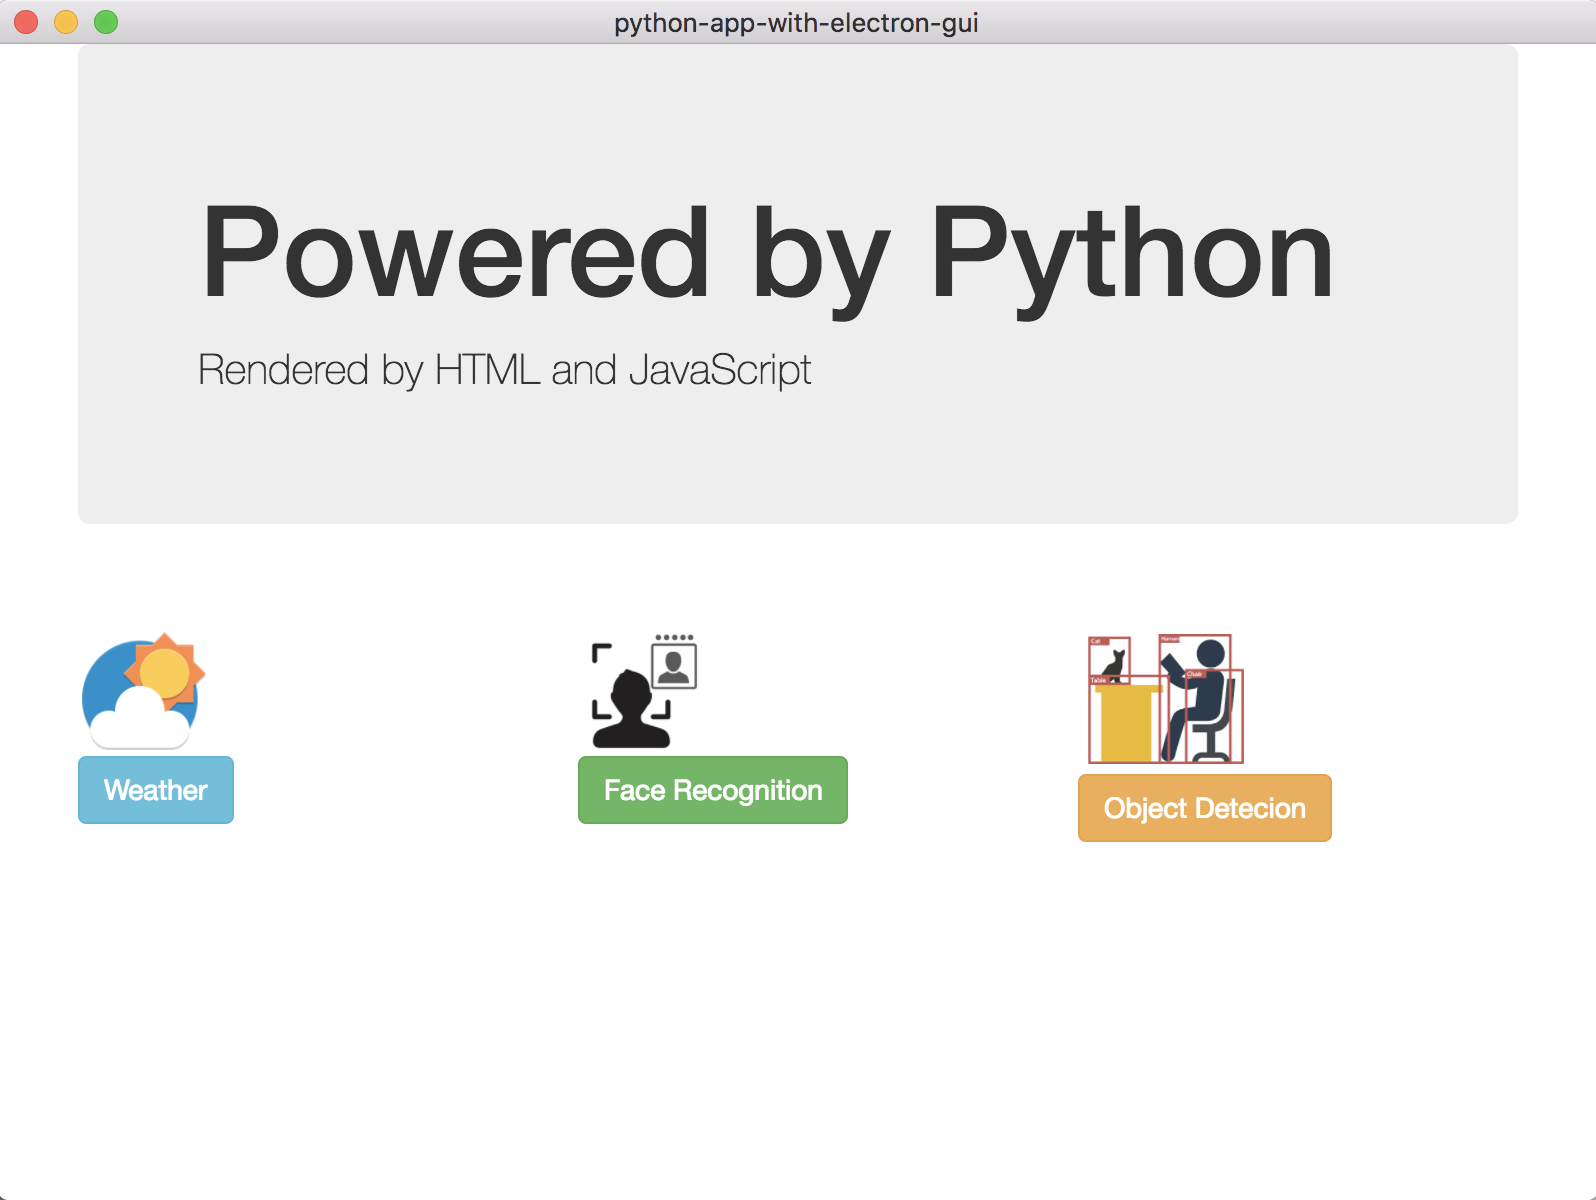 python-app-with-electron-gui
Powered by Python
Rendered by HTML and JavaScript
Cat
Human
Table
Chair
Weather
Face Recognition
Object Detecion